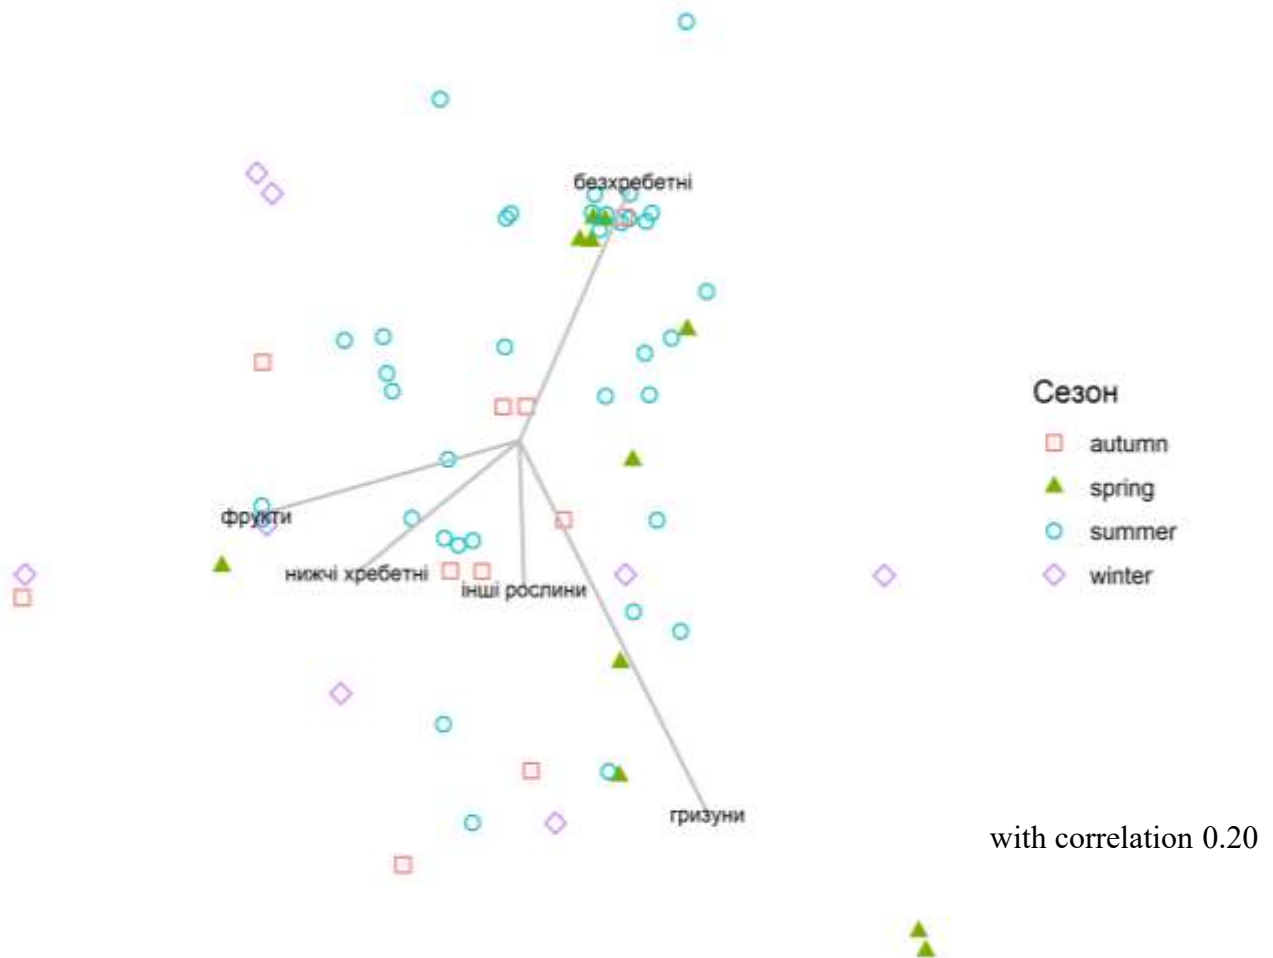 безхребетні
Сезон
autumn
spring
summer
winter
фрукти
нижчі хребетні
інші рослини
гризуни
with correlation 0.20